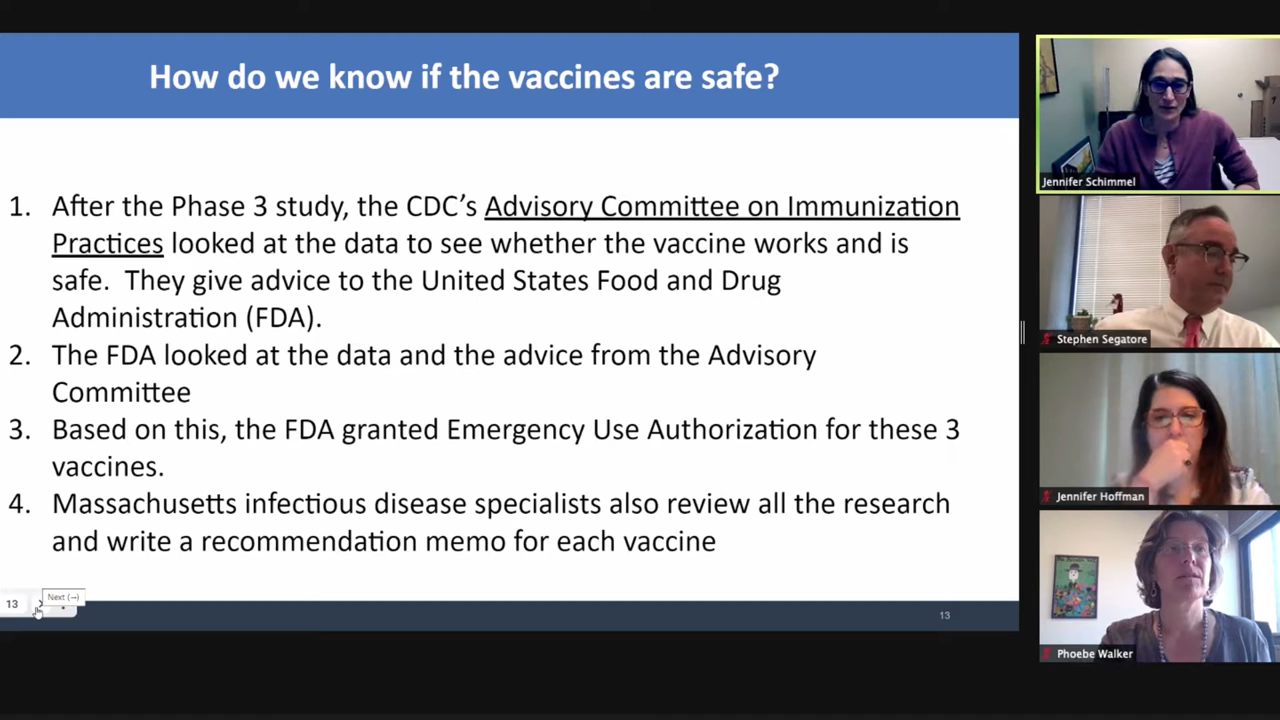 How do we know if the vaccines are safe?
1. After the Phase 3 study, the CDC’s Advisory Committee on Immunization
Practices looked at the data to see whether the vaccine works and is
safe.  They give advice to the United States Food and Drug
Administration (FDA).
2. The FDA looked at the data and the advice from the Advisory
Committee
3. Based on this, the FDA granted Emergency Use Authorization for these 3
vaccines.
4. Massachusetts infectious disease specialists also review all the research
and write a recommendation memo for each vaccine
Next (→)
13
13
Jennifer Schimmel
Stephen Segatore
Jennifer Hoffman
Phoebe Walker